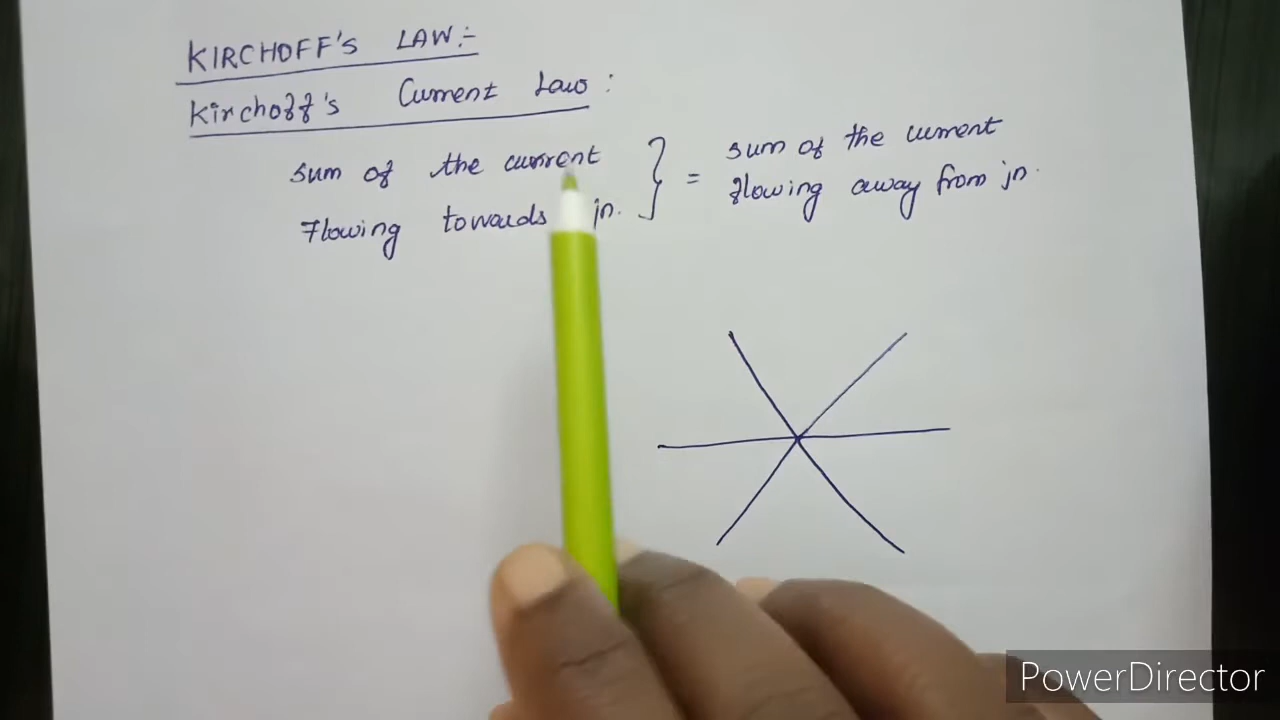 KIRCHOFF's LAW:-
Kirchoff's Current Law:
sum of the current
Flowing towards jn.
} = sum of the current
flowing away from jn.
PowerDirector